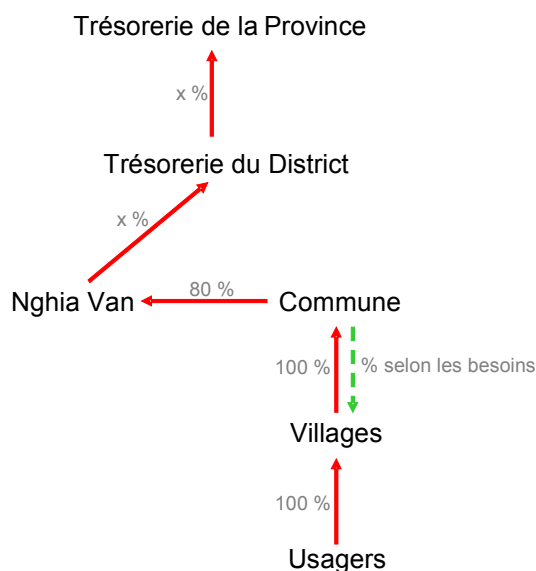 Trésorerie de la Province
x %
Trésorerie du District
x %
Nghia Van
80 %
Commune
100 %
% selon les besoins
Villages
100 %
Usagers